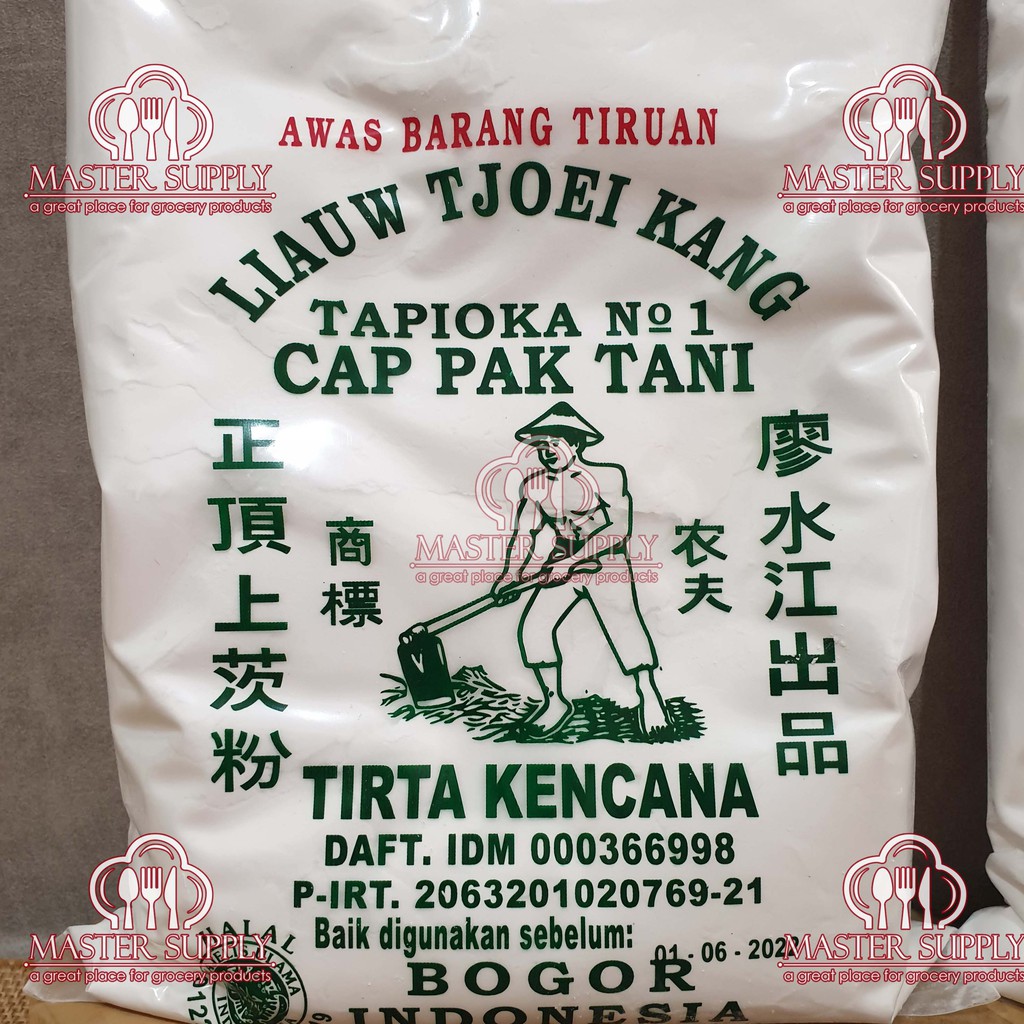 AWAS BARANG TIRUAN
LIAUW TJOEI KANG
TAPIOKA No 1
CAP PAK TANI
正頂上茨粉
商標
农夫
廖水江出品
TIRTA KENCANA
DAFT. IDM 000366998
P-IRT. 2063201020769-21
Baik digunakan sebelum:
01 - 06 - 2022
BOGOR
INDONESIA
HALAL
MASTER SUPPLY
a great place for grocery products
MASTER SUPPLY
a great place for grocery products
MASTER SUPPLY
a great place for grocery products
MASTER SUPPLY
a great place for grocery products
MASTER SUPPLY
a great place for grocery products